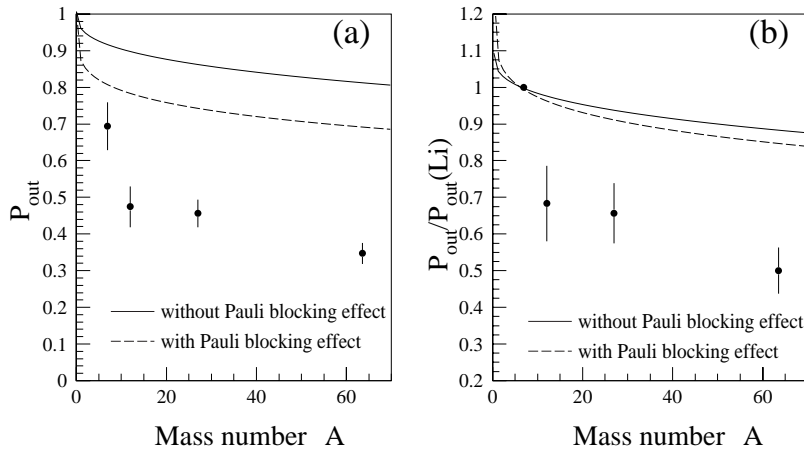 (a)
P_out
1
0.9
0.8
0.7
0.6
0.5
0.4
0.3
0.2
0.1
0
without Pauli blocking effect
with Pauli blocking effect
0 20 40 60
Mass number A
(b)
P_out/P_out(Li)
1.2
1.1
1
0.9
0.8
0.7
0.6
0.5
0.4
0.3
0.2
without Pauli blocking effect
with Pauli blocking effect
0 20 40 60
Mass number A